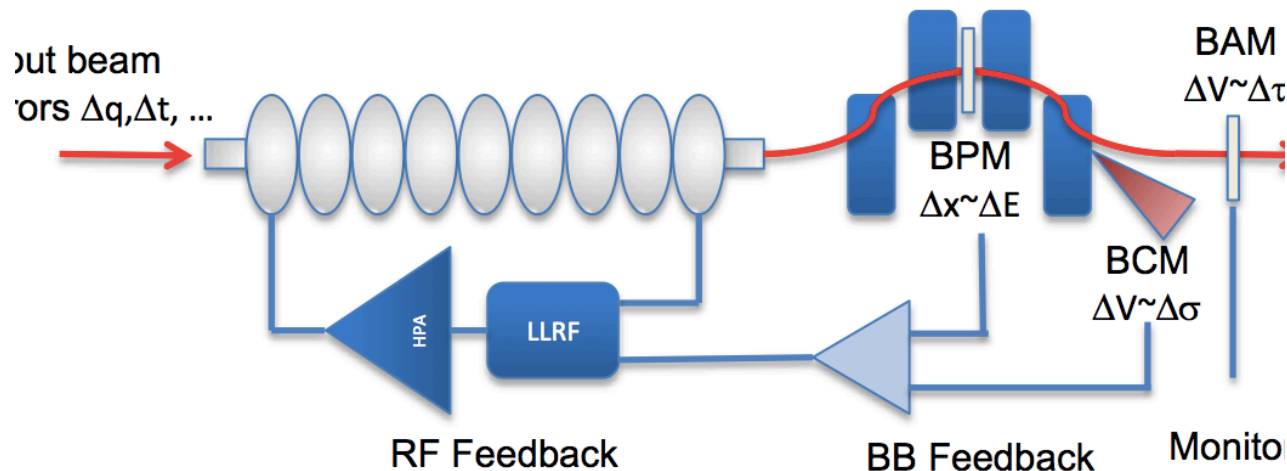 out beam
rors Δq,Δt, ...
BAM
ΔV~Δτ
BPM
Δx~ΔE
BCM
ΔV~Δσ
HPA
LLRF
RF Feedback
BB Feedback
Monitor